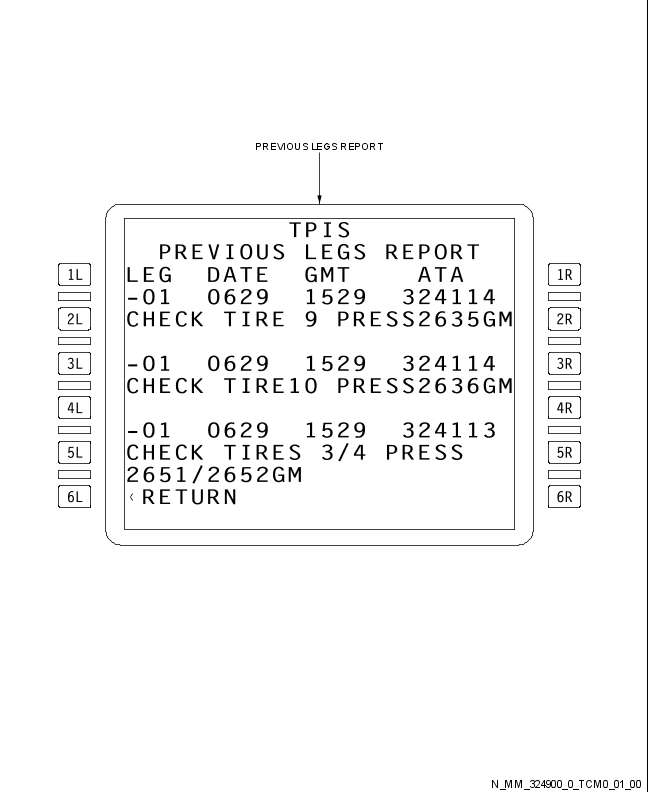 PREVIOUS LEGS REPORT
TPIS
PREVIOUS LEGS REPORT
LEG DATE GMT ATA
-01 0629 1529 324114
CHECK TIRE 9 PRESS2635GM
-01 0629 1529 324114
CHECK TIRE10 PRESS2636GM
-01 0629 1529 324113
CHECK TIRES 3/4 PRESS
2651/2652GM
<RETURN
1L
2L
3L
4L
5L
6L
1R
2R
3R
4R
5R
6R
N_MM_324900_0_TCM0_01_00